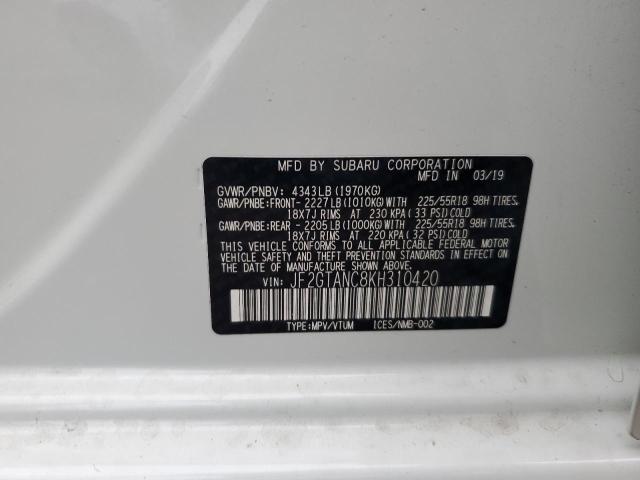 MFD BY SUBARU CORPORATION 03/19
GVWR/PNBV: 4343LB (1970KG)
GAWR/PNBE:FRONT- 2227LB (1010KG)WITH 225/55R18 98H TIRES,
18X7J RIMS AT 230 KPA (33 PSI) COLD
GAWR/PNBE:REAR - 2205LB (1000KG)WITH 225/55R18 98H TIRES,
18X7J RIMS AT 220 KPA (32 PSI) COLD
THIS VEHICLE CONFORMS TO ALL APPLICABLE FEDERAL MOTOR
VEHICLE SAFETY AND THEFT PREVENTION STANDARDS IN EFFECT ON
THE DATE OF MANUFACTURE SHOWN ABOVE.
VIN: JF2GTANC8KH310420
TYPE:MPV/VTUM ICES/NMB-002